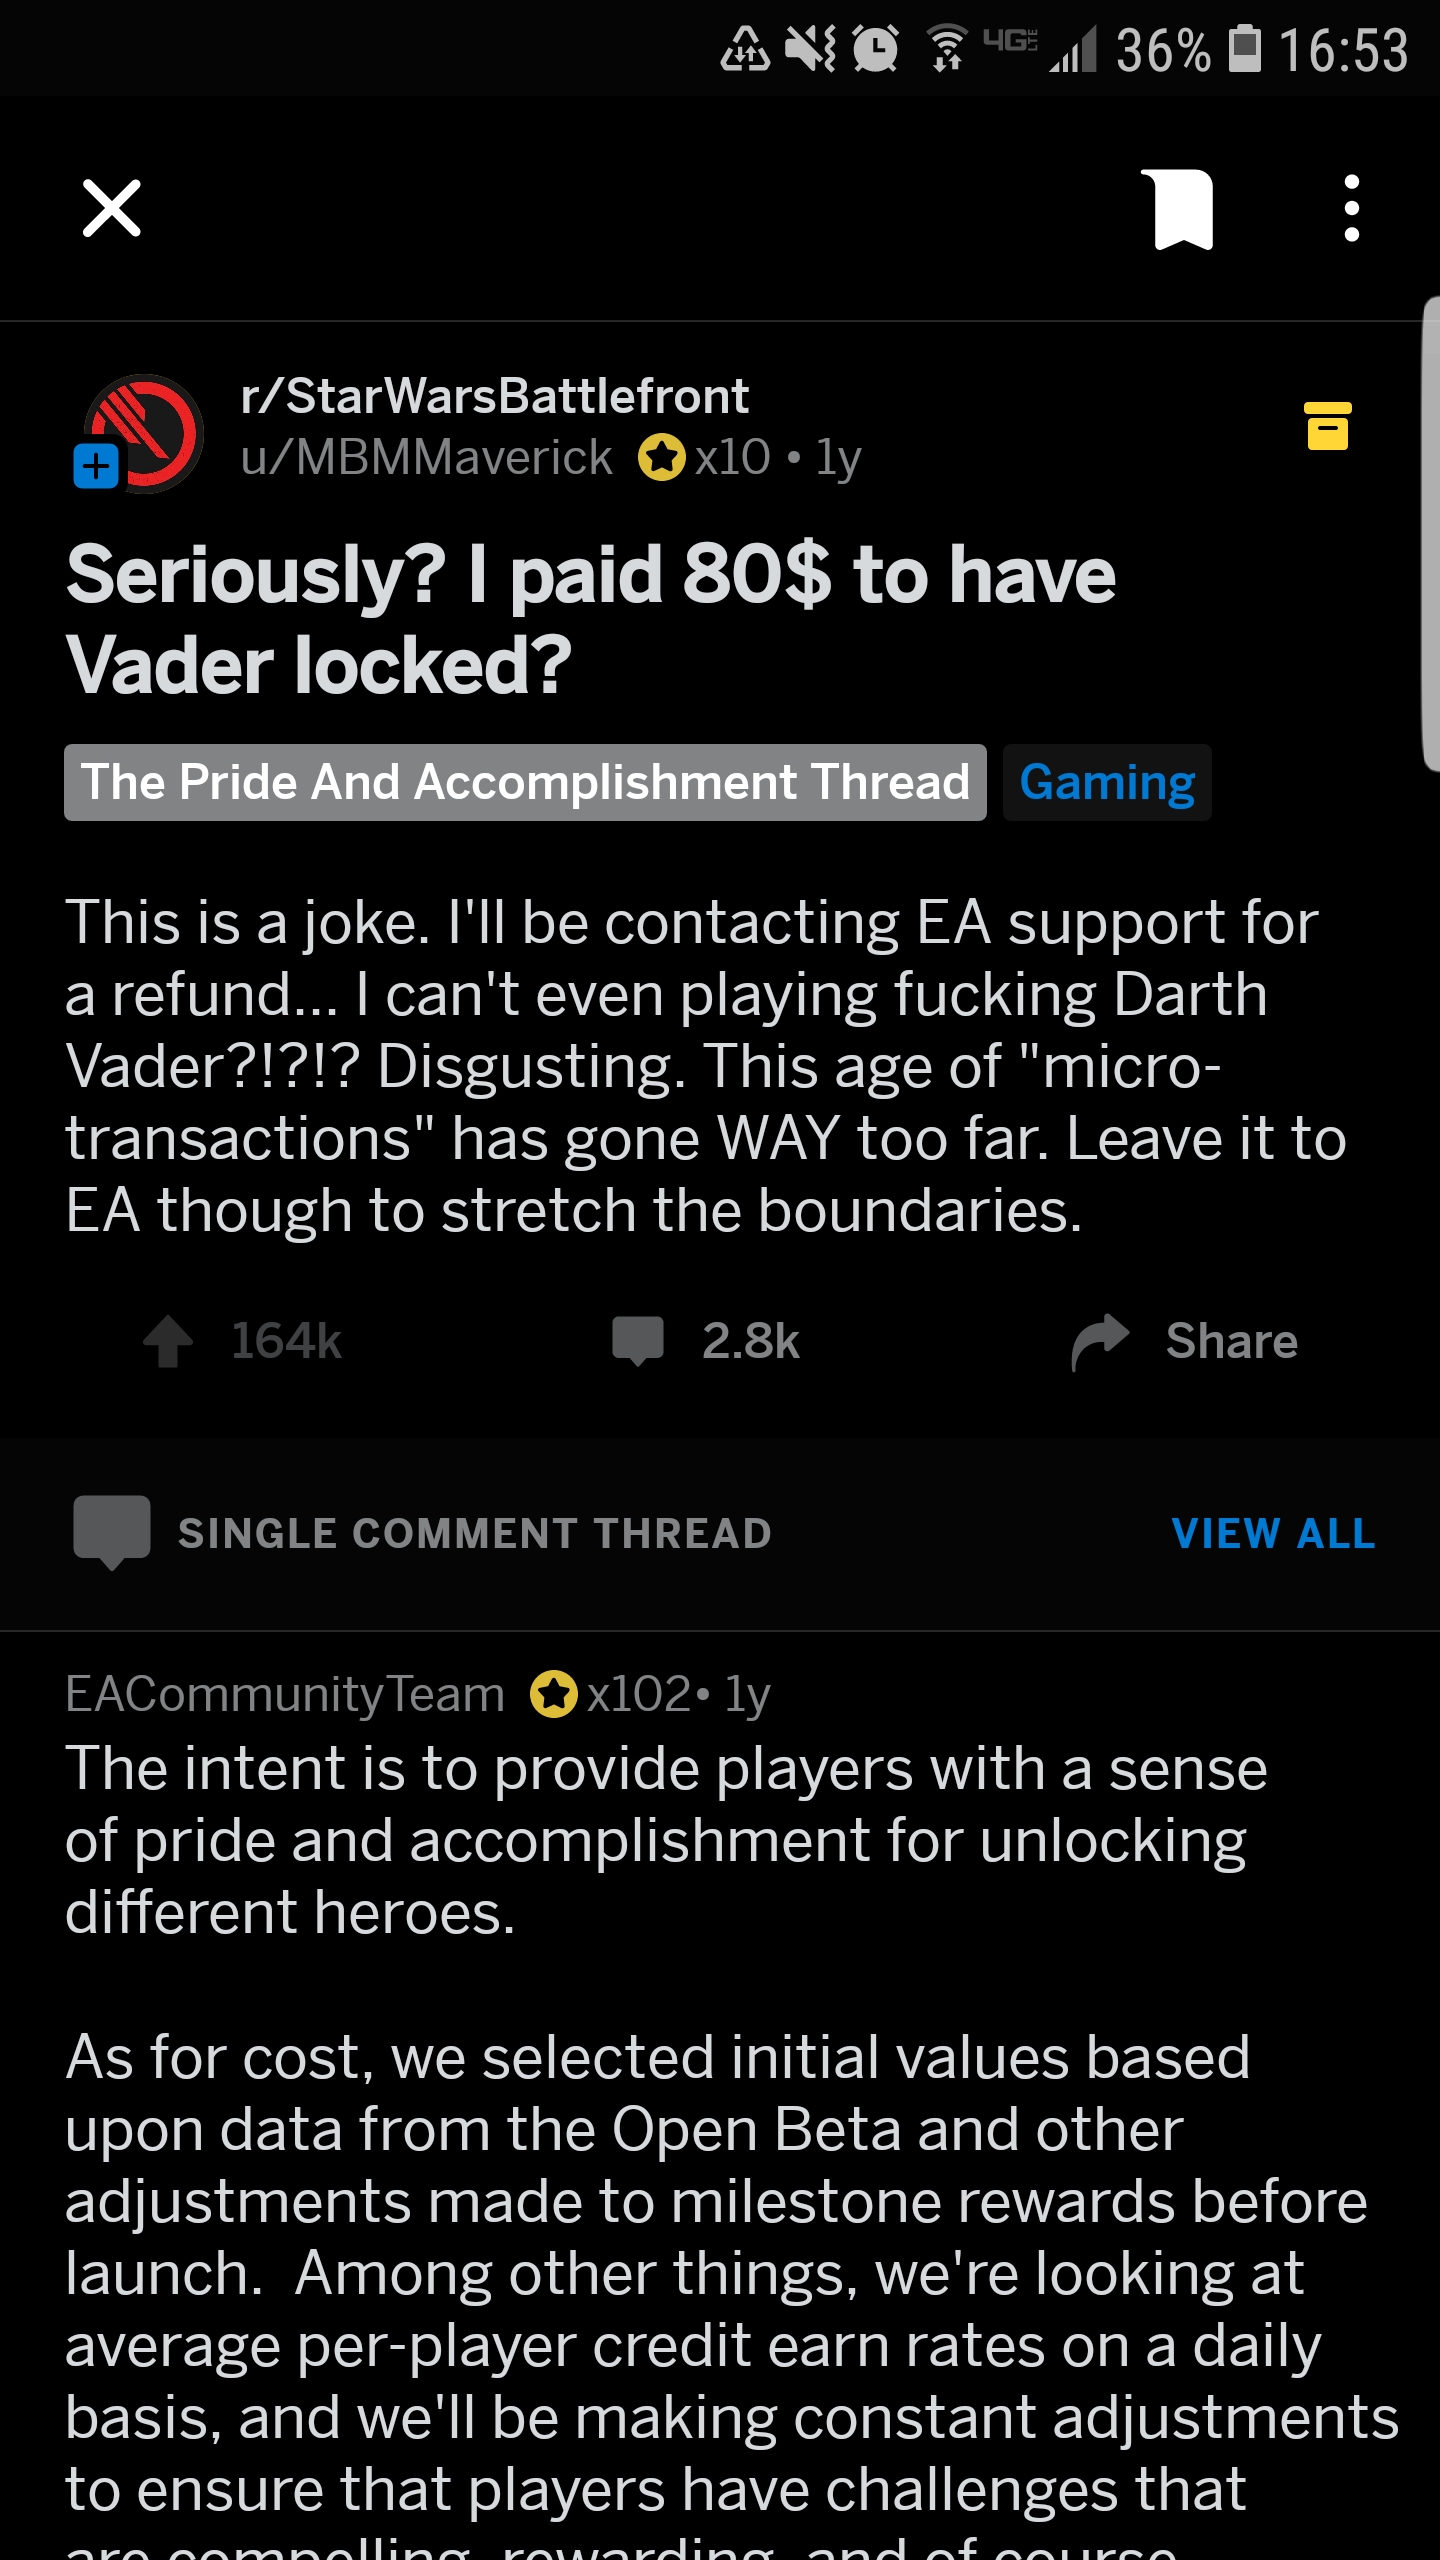 4G LTE 36% 16:53
r/StarWarsBattlefront
u/MBMMaverick x10 • 1y
Seriously? I paid 80$ to have
Vader locked?
The Pride And Accomplishment Thread Gaming
This is a joke. I'll be contacting EA support for
a refund... I can't even playing fucking Darth
Vader?!?!? Disgusting. This age of "micro-
transactions" has gone WAY too far. Leave it to
EA though to stretch the boundaries.
164k 2.8k Share
SINGLE COMMENT THREAD VIEW ALL
EACommunityTeam x102• 1y
The intent is to provide players with a sense
of pride and accomplishment for unlocking
different heroes.
As for cost, we selected initial values based
upon data from the Open Beta and other
adjustments made to milestone rewards before
launch.  Among other things, we're looking at
average per-player credit earn rates on a daily
basis, and we'll be making constant adjustments
to ensure that players have challenges that
are compelling, rewarding, and of course